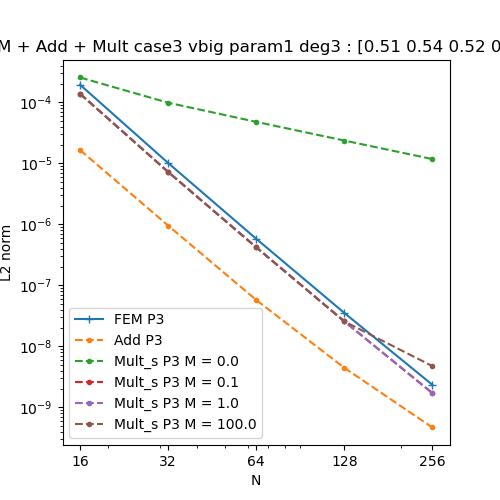 M + Add + Mult case3 vbig param1 deg3 : [0.51 0.54 0.52 0
10⁻⁴
10⁻⁵
10⁻⁶
10⁻⁷
10⁻⁸
10⁻⁹
L2 norm
FEM P3
Add P3
Mult_s P3 M = 0.0
Mult_s P3 M = 0.1
Mult_s P3 M = 1.0
Mult_s P3 M = 100.0
16 32 64 128 256
N